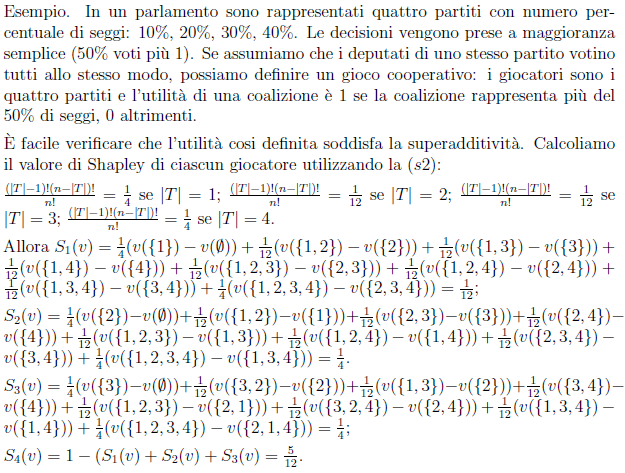 Esempio. In un parlamento sono rappresentati quattro partiti con numero per-
centuale di seggi: 10%, 20%, 30%, 40%. Le decisioni vengono prese a maggioranza
semplice (50% voti più 1). Se assumiamo che i deputati di uno stesso partito votino
tutti allo stesso modo, possiamo definire un gioco cooperativo: i giocatori sono i
quattro partiti e l'utilità di una coalizione è 1 se la coalizione rappresenta più del
50% di seggi, 0 altrimenti.
È facile verificare che l'utilità cosi definita soddisfa la superadditività. Calcoliamo
il valore di Shapley di ciascun giocatore utilizzando la (s2):
$\frac{(|T|-1)!(n-|T|)!}{n!} = \frac{1}{4}$ se $|T| = 1$; $\frac{(|T|-1)!(n-|T|)!}{n!} = \frac{1}{12}$ se $|T| = 2$; $\frac{(|T|-1)!(n-|T|)!}{n!} = \frac{1}{12}$ se
$|T| = 3$; $\frac{(|T|-1)!(n-|T|)!}{n!} = \frac{1}{4}$ se $|T| = 4$.
Allora $S_1(v) = \frac{1}{4}(v(\{1\}) - v(\emptyset)) + \frac{1}{12}(v(\{1,2\}) - v(\{2\})) + \frac{1}{12}(v(\{1,3\}) - v(\{3\})) +$
$\frac{1}{12}(v(\{1,4\}) - v(\{4\})) + \frac{1}{12}(v(\{1,2,3\}) - v(\{2,3\})) + \frac{1}{12}(v(\{1,2,4\}) - v(\{2,4\})) +$
$\frac{1}{12}(v(\{1,3,4\}) - v(\{3,4\})) + \frac{1}{4}(v(\{1,2,3,4\}) - v(\{2,3,4\})) = \frac{1}{12}$;
$S_2(v) = \frac{1}{4}(v(\{2\})-v(\emptyset))+\frac{1}{12}(v(\{1,2\})-v(\{1\}))+\frac{1}{12}(v(\{2,3\})-v(\{3\}))+\frac{1}{12}(v(\{2,4\})-$
$v(\{4\})) + \frac{1}{12}(v(\{1,2,3\}) - v(\{1,3\})) + \frac{1}{12}(v(\{1,2,4\}) - v(\{1,4\})) + \frac{1}{12}(v(\{2,3,4\}) -$
$v(\{3,4\})) + \frac{1}{4}(v(\{1,2,3,4\}) - v(\{1,3,4\})) = \frac{1}{4}$.
$S_3(v) = \frac{1}{4}(v(\{3\})-v(\emptyset))+\frac{1}{12}(v(\{3,2\})-v(\{2\}))+\frac{1}{12}(v(\{1,3\})-v(\{2\}))+\frac{1}{12}(v(\{3,4\})-$
$v(\{4\})) + \frac{1}{12}(v(\{1,2,3\}) - v(\{2,1\})) + \frac{1}{12}(v(\{3,2,4\}) - v(\{2,4\})) + \frac{1}{12}(v(\{1,3,4\}) -$
$v(\{1,4\})) + \frac{1}{4}(v(\{1,2,3,4\}) - v(\{2,1,4\})) = \frac{1}{4}$;
$S_4(v) = 1 - (S_1(v) + S_2(v) + S_3(v) = \frac{5}{12}$.